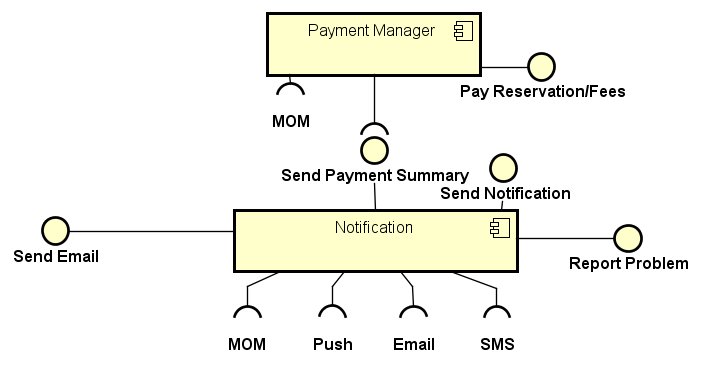 Payment Manager
Pay Reservation/Fees
MOM
Send Payment Summary
Send Notification
Notification
Send Email
Report Problem
MOM
Push
Email
SMS